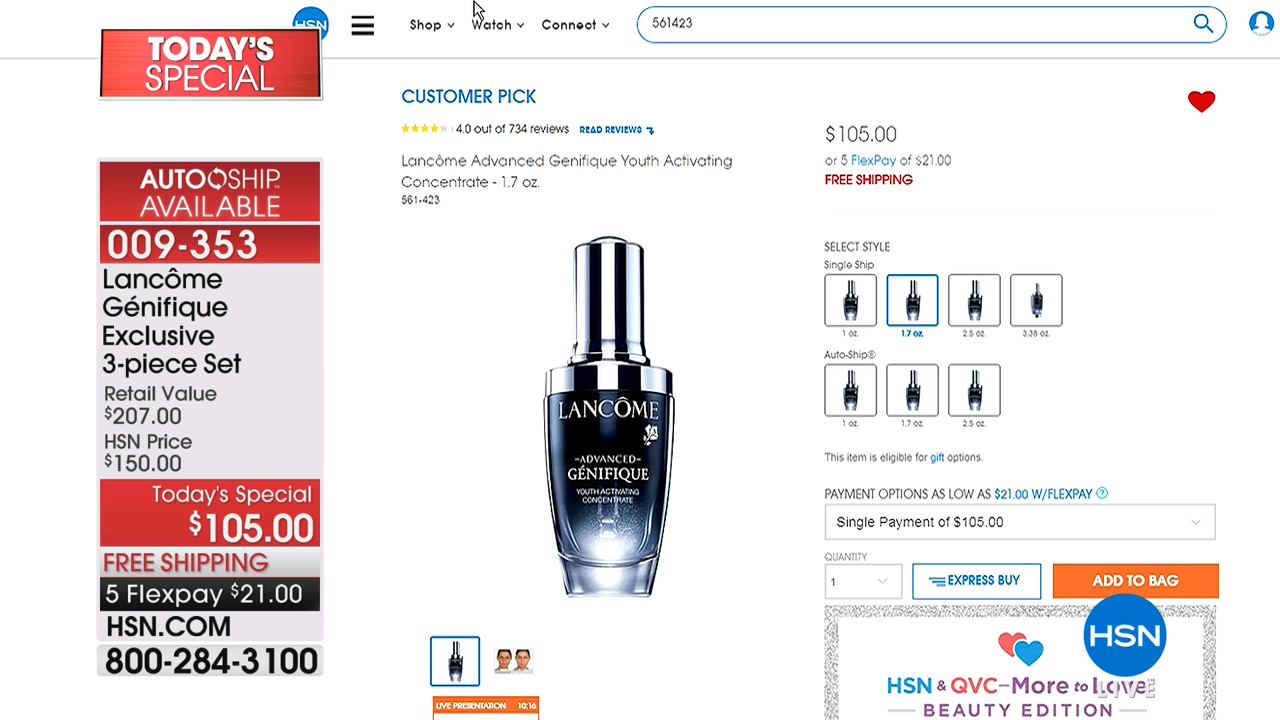 HSN
Shop
Watch
Connect
561423
TODAY'S
SPECIAL
AUTOSHIP™
AVAILABLE
009-353
Lancôme
Génifique
Exclusive
3-piece Set
Retail Value
$207.00
HSN Price
$150.00
Today's Special
$105.00
FREE SHIPPING
5 Flexpay $21.00
HSN.COM
800-284-3100
CUSTOMER PICK
4.0 out of 734 reviews READ REVIEWS
Lancôme Advanced Genifique Youth Activating
Concentrate - 1.7 oz.
561-423
LANCÔME
-ADVANCED-
GÉNIFIQUE
YOUTH ACTIVATING
CONCENTRATE
LIVE PRESENTATION 10:16
$105.00
or 5 FlexPay of $21.00
FREE SHIPPING
SELECT STYLE
Single Ship
1 oz. 1.7 oz. 2.5 oz. 3.38 oz.
Auto-Ship®
1 oz. 1.7 oz. 2.5 oz.
This item is eligible for gift options.
PAYMENT OPTIONS AS LOW AS $21.00 W/FLEXPAY ?
Single Payment of $105.00
QUANTITY
1
EXPRESS BUY
ADD TO BAG
HSN
LIVE
HSN & QVC–More to Love
BEAUTY EDITION